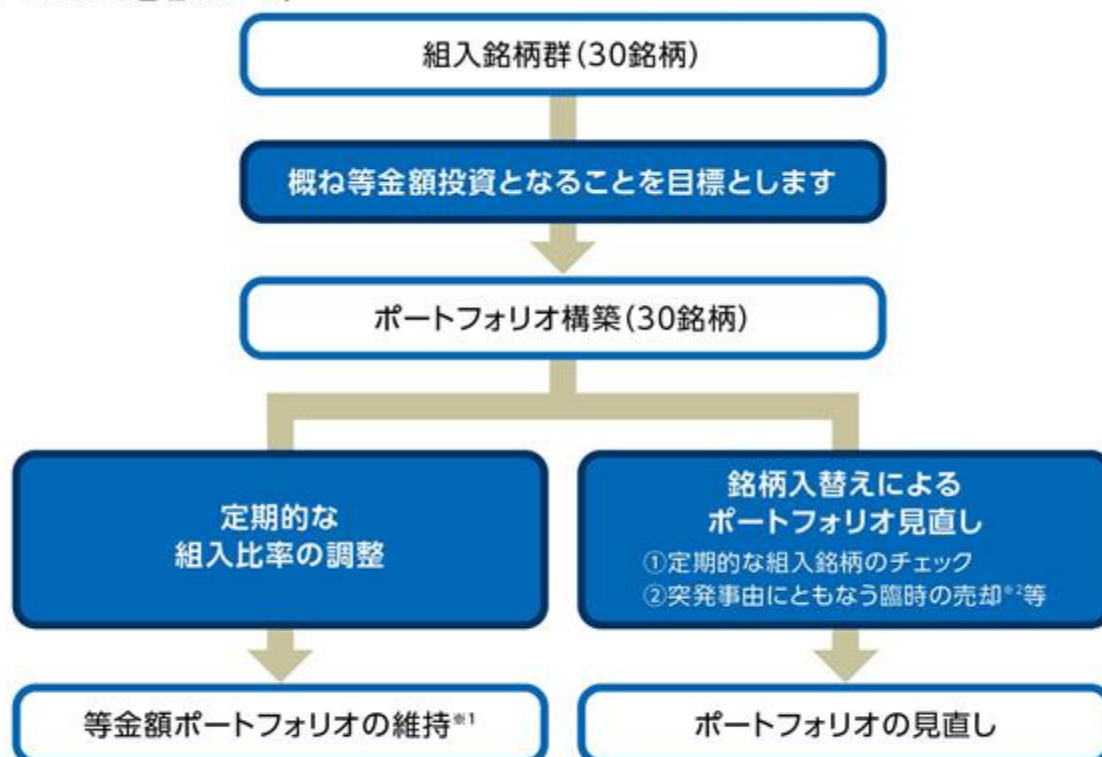 組入銘柄群(30銘柄)
概ね等金額投資となることを目標とします
ポートフォリオ構築(30銘柄)
定期的な
組入比率の調整
銘柄入替えによる
ポートフォリオ見直し
①定期的な組入銘柄のチェック
②突発事由にともなう臨時の売却※2等
等金額ポートフォリオの維持※1
ポートフォリオの見直し